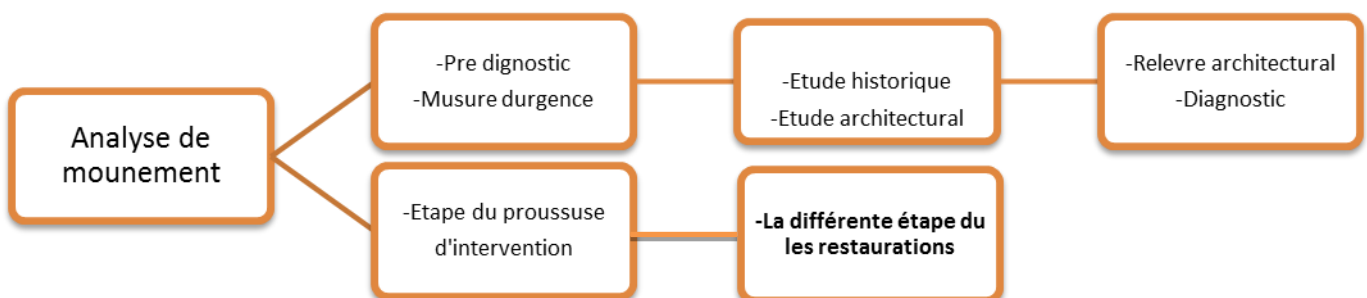 Analyse de
mounement
-Pre dignostic
-Musure durgence
-Etude historique
-Etude architectural
-Relevre architectural
-Diagnostic
-Etape du proussuse
d'intervention
-La différente étape du
les restaurations